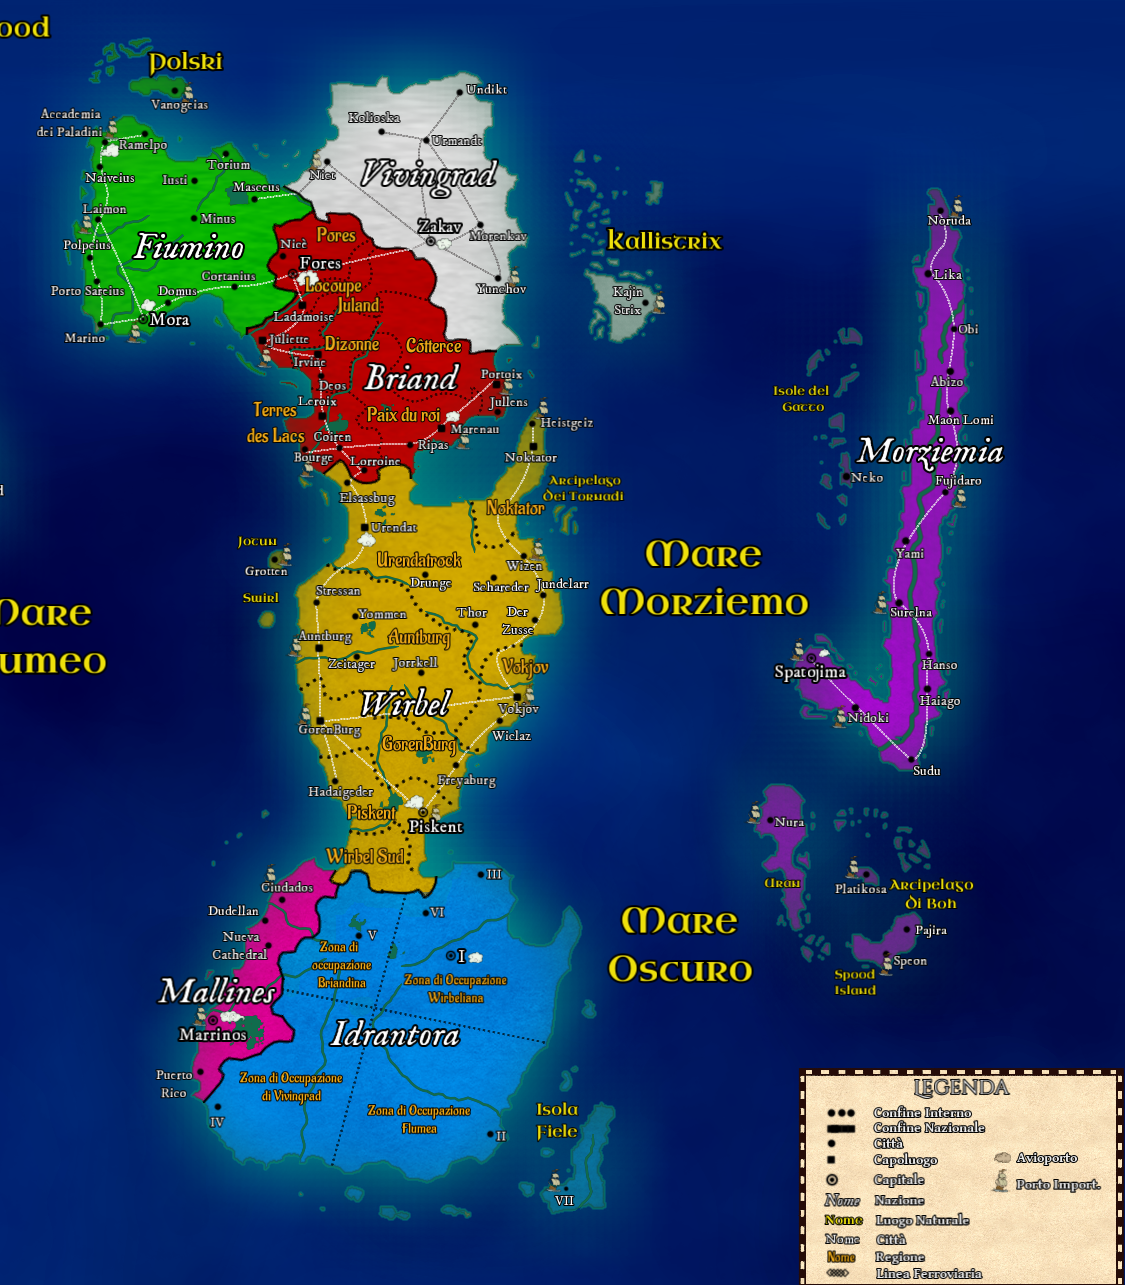 ood
Polski
Vanogeias
Accademia
dei Paladini
Ramelpo
Naiveius
Torium
Iusti
Masceus
Laimon
Minus
Polpeius
Fiumino
Porto Sarcius
Cortanius
Domus
Mora
Marino
Undikt
Kolioska
Urmandt
Niet
Vivingrad
Zakav
Morenkav
Yunchov
Kallistrix
Kajin
Strix
Pores
Nicè
Fores
Locoupe
Juland
Ladamoise
Juliette
Dizonne
Côtterce
Irvine
Briand
Deos
Portoix
Leroix
Jullens
Terres
des Lacs
Paix du roi
Coiren
Marenau
Ripas
Bourge
Lorroine
Heistgeiz
Noktator
Arcipelago
Dei Tornadi
Elsassbug
Noktator
Urendat
Jotun
Grotten
Urendatrock
Wizen
Drunge
Schareder
Jundelarr
Swirl
Stressan
Yommen
Thor
Der
Zusse
Auntburg
Auntburg
Zeitager
Jorrkell
Vokjov
Wirbel
Vokjov
GorenBurg
Wiclaz
GorenBurg
Freyaburg
Hadaigeder
Piskent
Piskent
Wirbel Sud
Mare
umeo
d
Mare
Morziemo
Noruda
Lika
Obi
Isole del
Gatto
Abizo
Maon Lomi
Morziemia
Neko
Fujidaro
Yami
Surelna
Spatojima
Hanso
Haiago
Nidoki
Sudu
Nura
Uran
Platikosa
Arcipelago
Di Boh
Pajira
Speon
Spood
Island
Mare
Oscuro
Ciudados
III
Dudellan
VI
Nueva
Cathedral
V
Zona di
occupazione
Briandina
I
Zona di Occupazione
Wirbeliana
Mallines
Marrinos
Idrantora
Puerto
Rico
Zona di Occupazione
di Vivingrad
IV
Zona di Occupazione
Flumea
II
Isola
Fiele
VII
Legenda
Confine Interno
Confine Nazionale
Città
Capoluogo
Avioporto
Capitale
Porto Import.
Nome
Nazione
Nome
Luogo Naturale
Nome
Città
Nome
Regione
Linea Ferroviaria